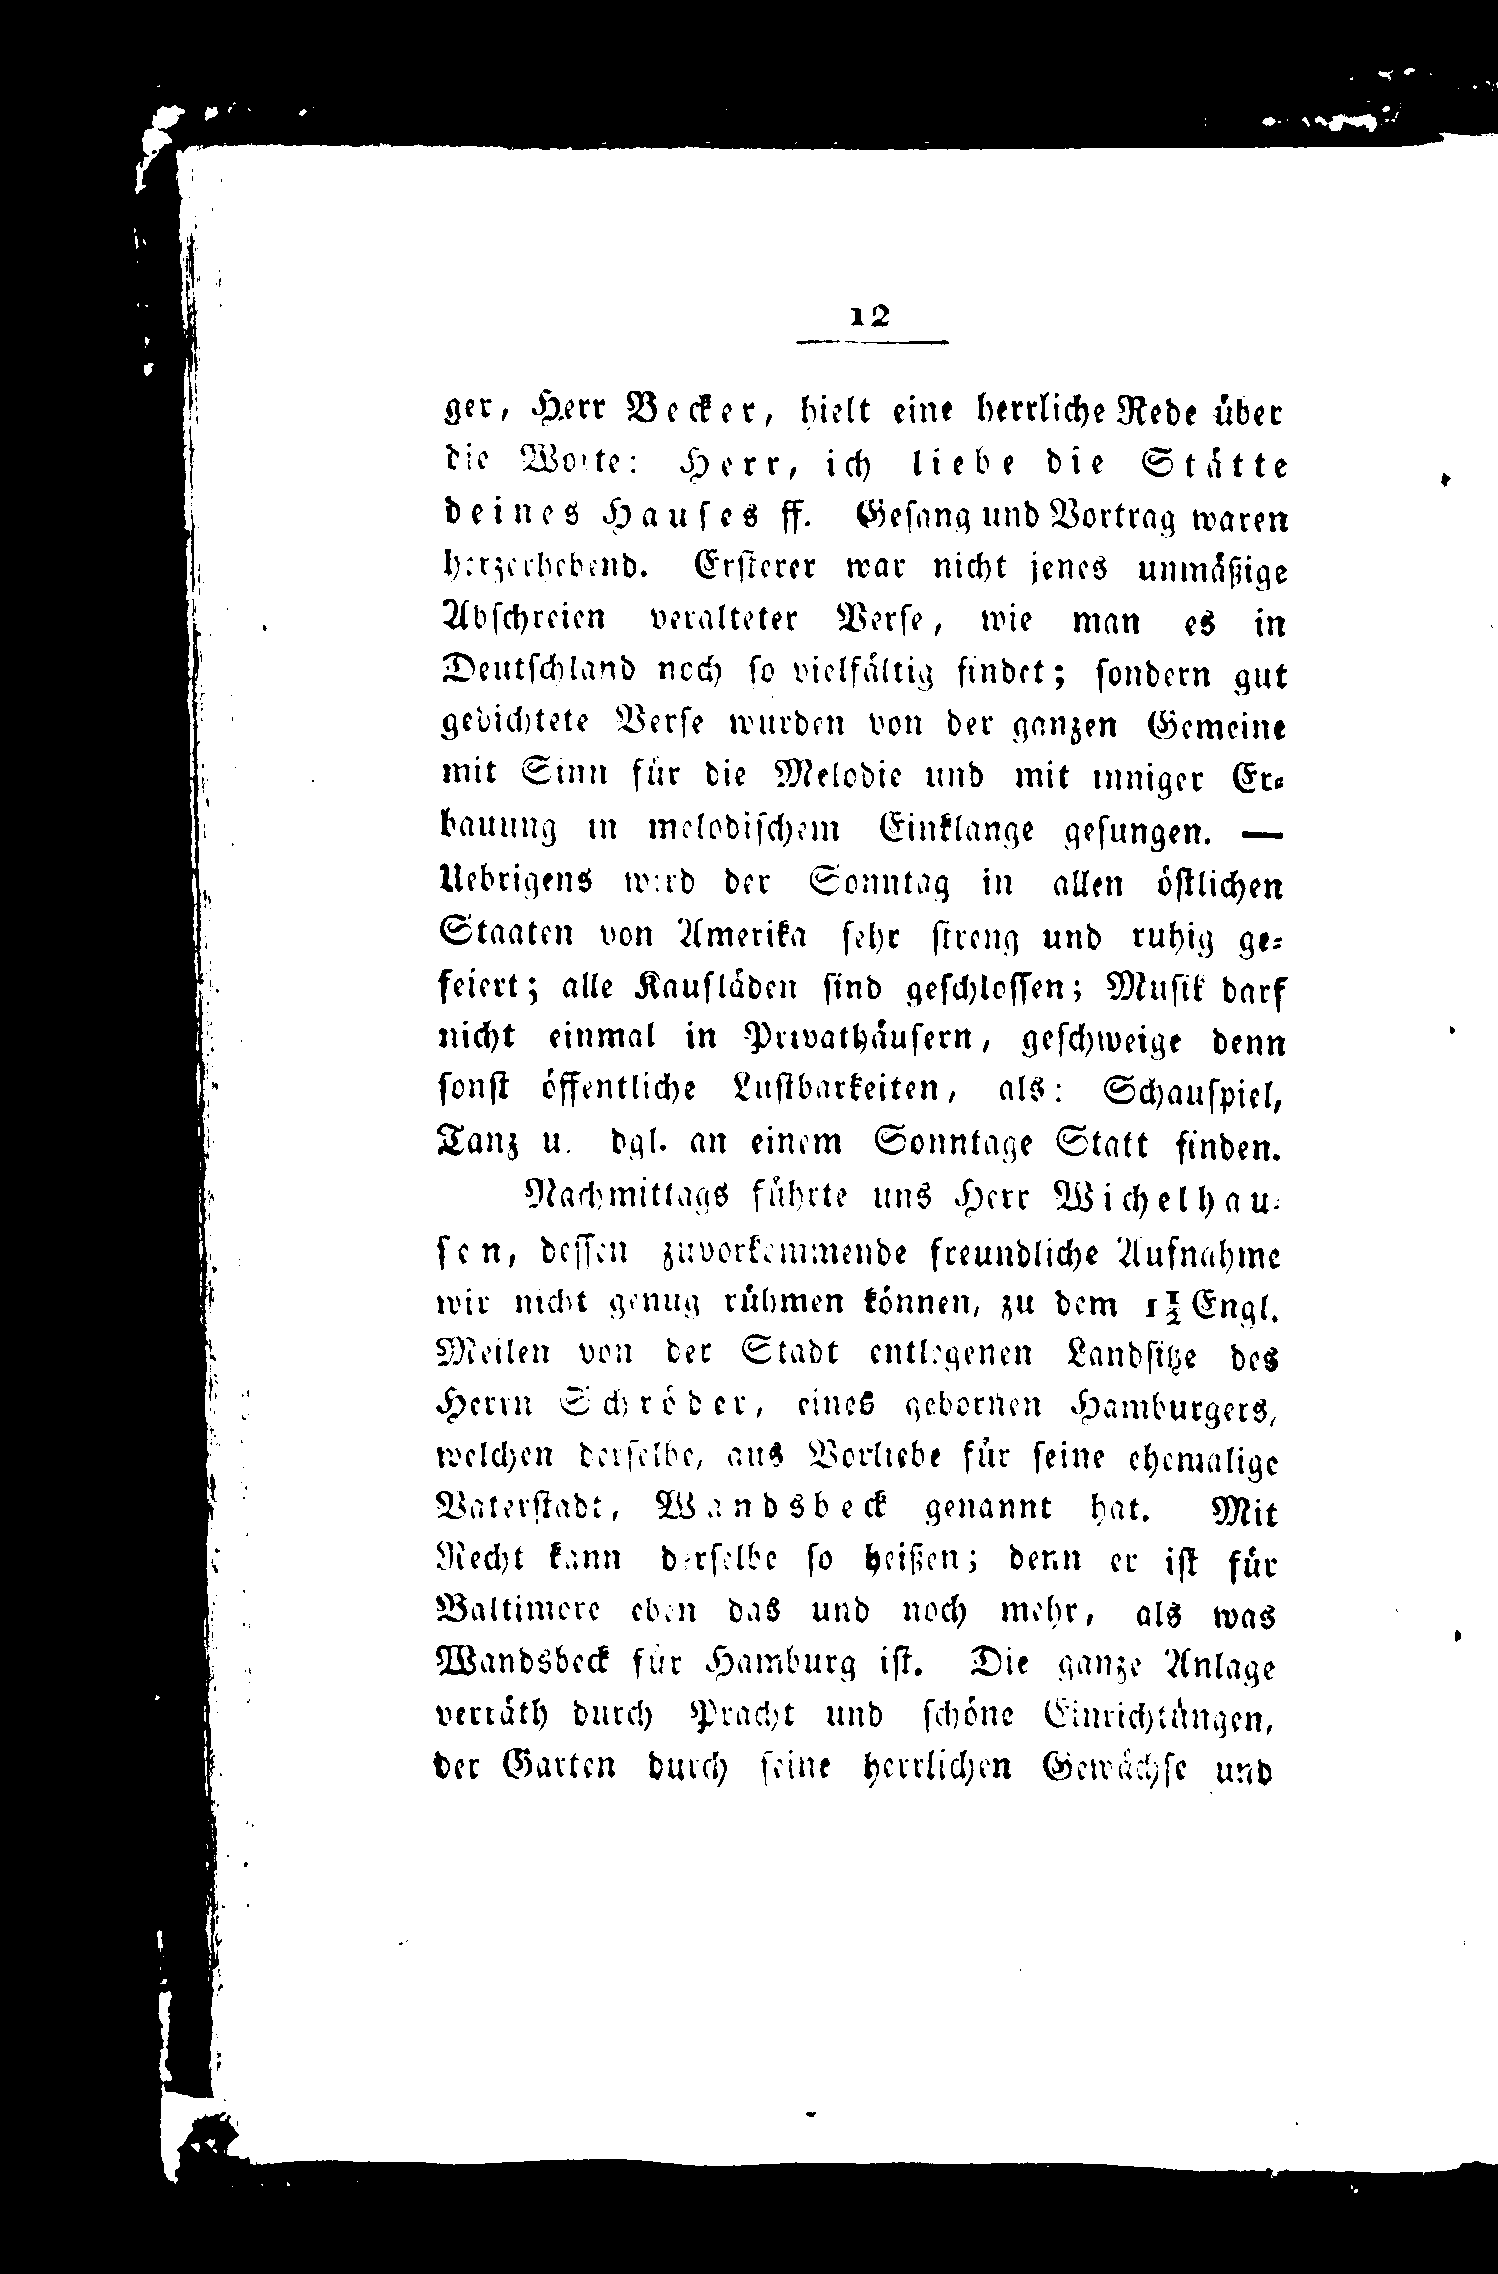 12
ger, Herr Becker, hielt eine herrliche Rede über
die Worte: Herr, ich liebe die Stätte
deines Hauses ff. Gesang und Vortrag waren
herzerhebend. Ersterer war nicht jenes unmäßige
Abschreien veralteter Verse, wie man es in
Deutschland noch so vielfältig findet; sondern gut
gedichtete Verse wurden von der ganzen Gemeine
mit Sinn für die Melodie und mit inniger Er-
bauung in melodischem Einklange gesungen. —
Uebrigens wird der Sonntag in allen östlichen
Staaten von Amerika sehr streng und ruhig ge-
feiert; alle Kaufläden sind geschlossen; Musik darf
nicht einmal in Privathäusern, geschweige denn
sonst öffentliche Lustbarkeiten, als: Schauspiel,
Tanz u. dgl. an einem Sonntage Statt finden.
Nachmittags führte uns Herr Wichelhau-
sen, dessen zuvorkommende freundliche Aufnahme
wir nicht genug rühmen können, zu dem 1½ Engl.
Meilen von der Stadt entlegenen Landsitze des
Herrn Schröder, eines gebornen Hamburgers,
welchen derselbe, aus Vorliebe für seine ehemalige
Vaterstadt, Wandsbeck genannt hat. Mit
Recht kann derselbe so heißen; denn er ist für
Baltimore eben das und noch mehr, als was
Wandsbeck für Hamburg ist. Die ganze Anlage
verräth durch Pracht und schöne Einrichtüngen,
der Garten durch seine herrlichen Gewächse und